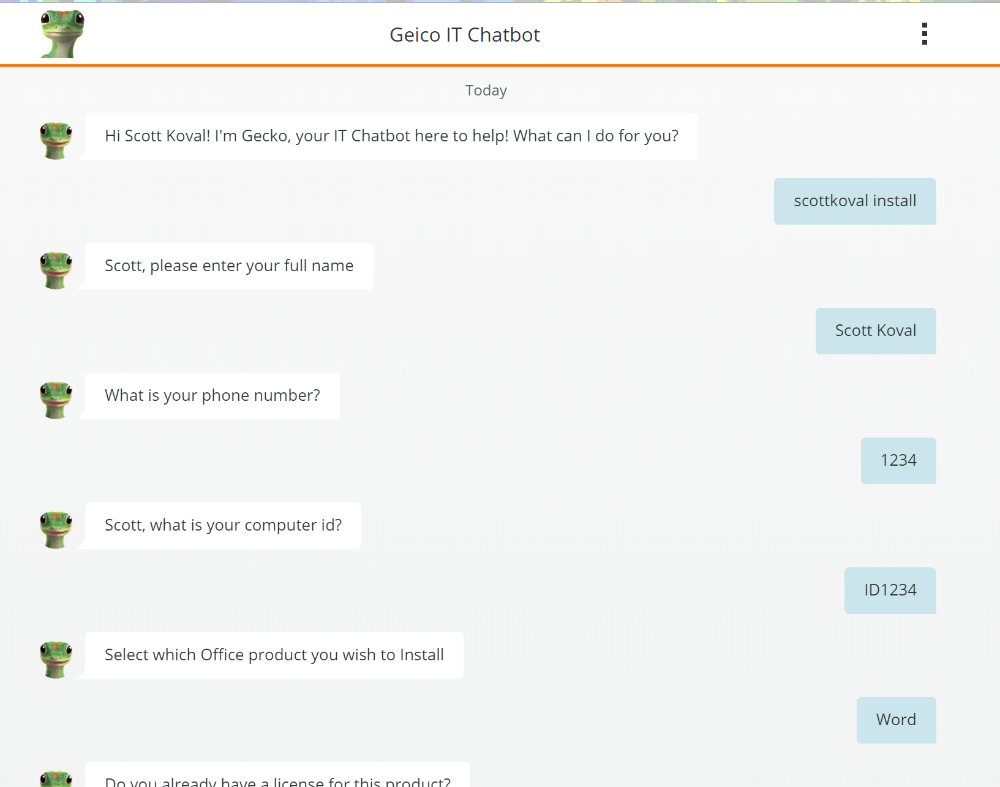 Geico IT Chatbot
Today
Hi Scott Koval! I'm Gecko, your IT Chatbot here to help! What can I do for you?
scottkoval install
Scott, please enter your full name
Scott Koval
What is your phone number?
1234
Scott, what is your computer id?
ID1234
Select which Office product you wish to Install
Word
Do you already have a license for this product?